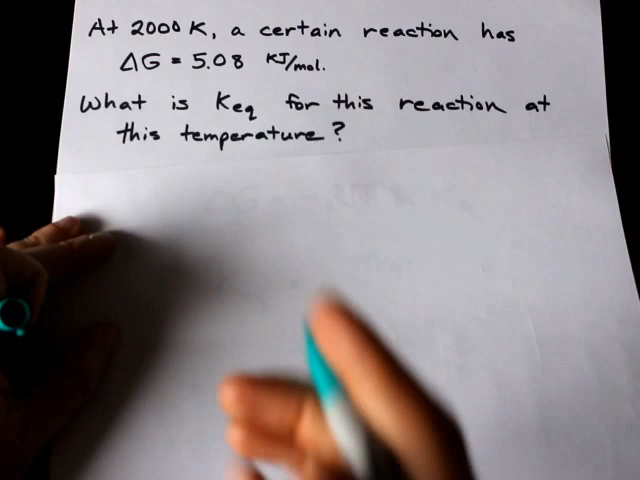 At 2000 K, a certain reaction has
ΔG = 5.08 KJ/mol.
What is Keq for this reaction at
this temperature?